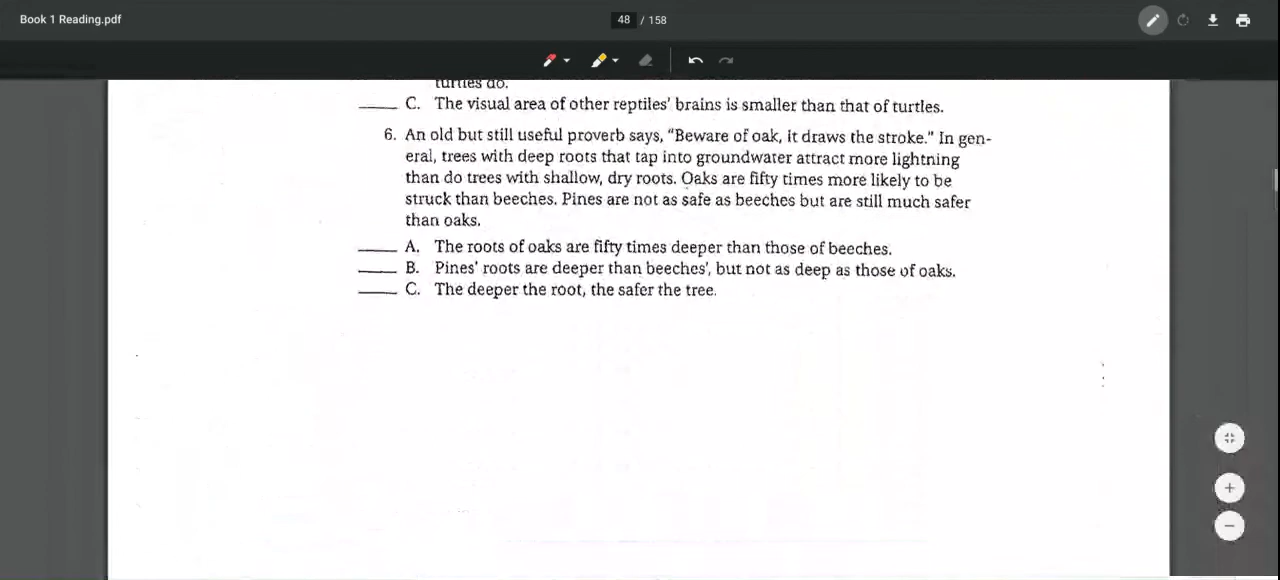 Book 1 Reading.pdf
48 / 158
turtles do.
____ C. The visual area of other reptiles' brains is smaller than that of turtles.
6. An old but still useful proverb says, "Beware of oak, it draws the stroke." In gen-
eral, trees with deep roots that tap into groundwater attract more lightning
than do trees with shallow, dry roots. Oaks are fifty times more likely to be
struck than beeches. Pines are not as safe as beeches but are still much safer
than oaks.
____ A. The roots of oaks are fifty times deeper than those of beeches.
____ B. Pines' roots are deeper than beeches', but not as deep as those of oaks.
____ C. The deeper the root, the safer the tree.